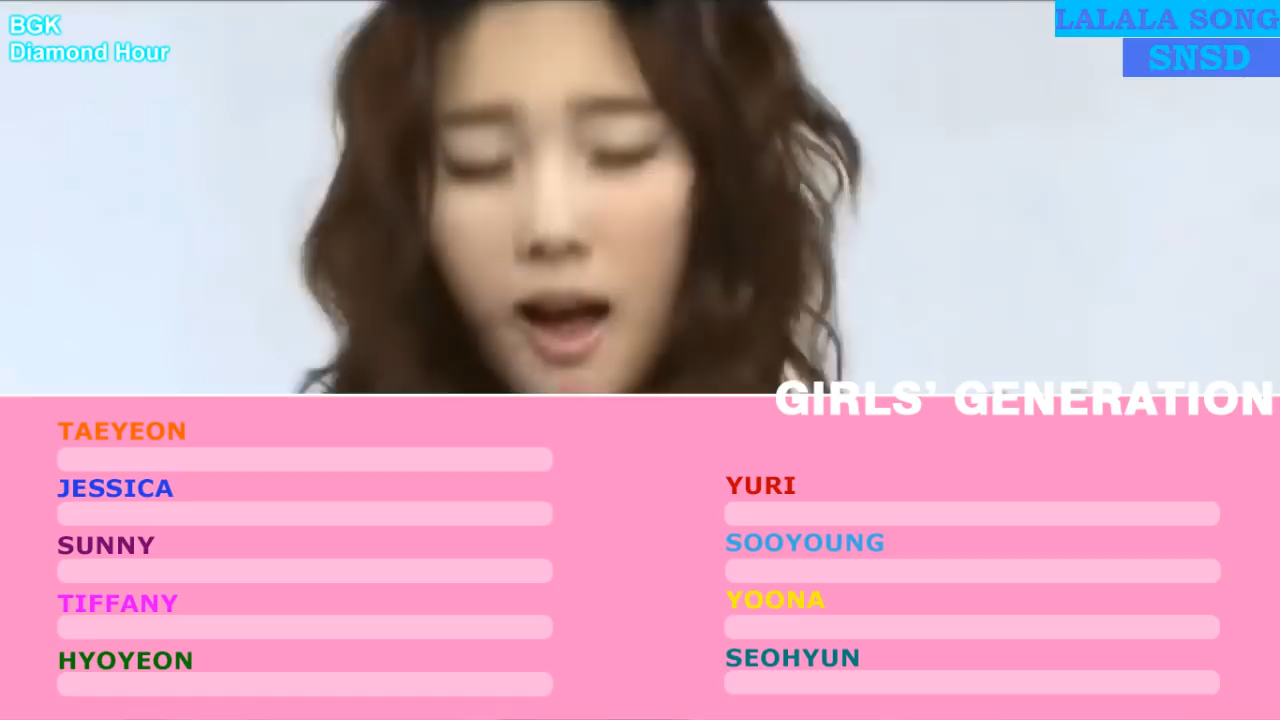 BGK
Diamond Hour
LALALA SONG
SNSD
GIRLS' GENERATION
TAEYEON
JESSICA
SUNNY
TIFFANY
HYOYEON
YURI
SOOYOUNG
YOONA
SEOHYUN